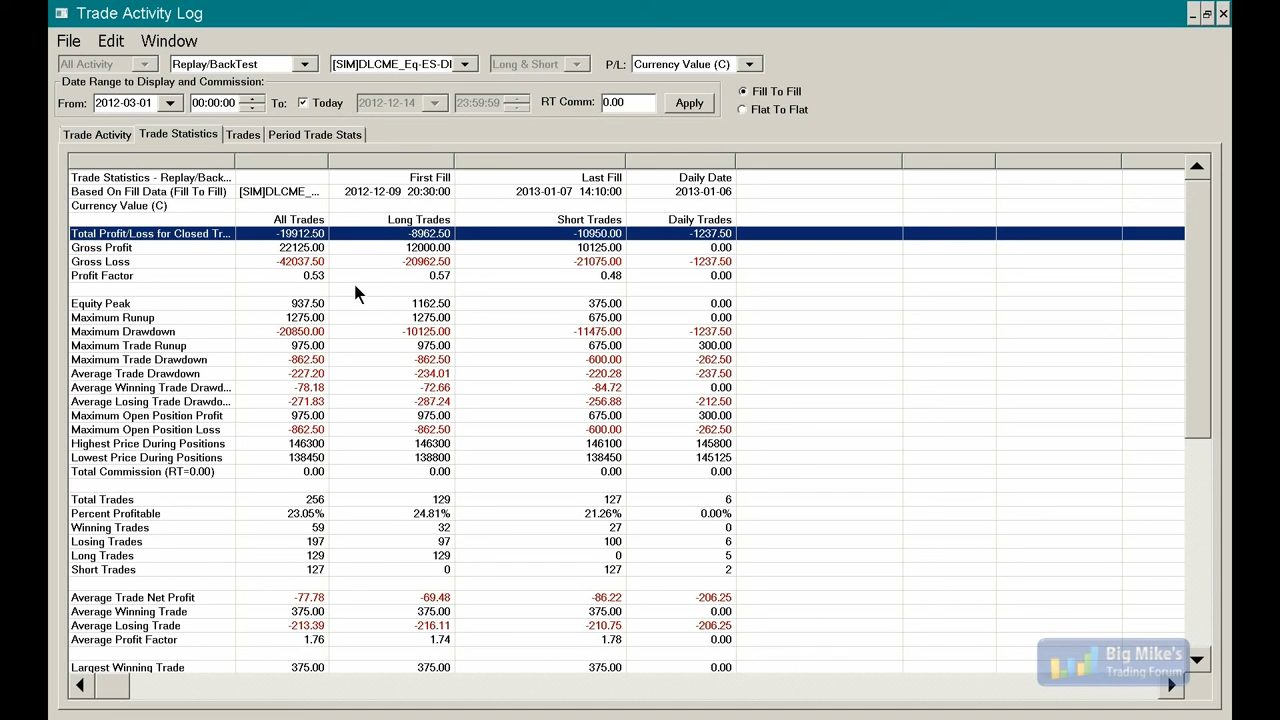 Trade Activity Log
File Edit Window
All Activity Replay/BackTest [SIM]DLCME_Eq-ES-Dl Long & Short P/L: Currency Value (C)
Date Range to Display and Commission:
From: 2012-03-01 00:00:00 To: Today 2012-12-14 23:59:59 RT Comm: 0.00 Apply
Fill To Fill
Flat To Flat
Trade Activity Trade Statistics Trades Period Trade Stats
Trade Statistics - Replay/Back... First Fill Last Fill Daily Date
Based On Fill Data (Fill To Fill) [SIM]DLCME_... 2012-12-09 20:30:00 2013-01-07 14:10:00 2013-01-06
Currency Value (C)
All Trades Long Trades Short Trades Daily Trades
Total Profit/Loss for Closed Tr... -19912.50 -8962.50 -10950.00 -1237.50
Gross Profit 22125.00 12000.00 10125.00 0.00
Gross Loss -42037.50 -20962.50 -21075.00 -1237.50
Profit Factor 0.53 0.57 0.48 0.00
Equity Peak 937.50 1162.50 375.00 0.00
Maximum Runup 1275.00 1275.00 675.00 0.00
Maximum Drawdown -20850.00 -10125.00 -11475.00 -1237.50
Maximum Trade Runup 975.00 975.00 675.00 300.00
Maximum Trade Drawdown -862.50 -862.50 -600.00 -262.50
Average Trade Drawdown -227.20 -234.01 -220.28 -237.50
Average Winning Trade Drawd... -78.18 -72.66 -84.72 0.00
Average Losing Trade Drawdo... -271.83 -287.24 -256.88 -212.50
Maximum Open Position Profit 975.00 975.00 675.00 300.00
Maximum Open Position Loss -862.50 -862.50 -600.00 -262.50
Highest Price During Positions 146300 146300 146100 145800
Lowest Price During Positions 138450 138800 138450 145125
Total Commission (RT=0.00) 0.00 0.00 0.00 0.00
Total Trades 256 129 127 6
Percent Profitable 23.05% 24.81% 21.26% 0.00%
Winning Trades 59 32 27 0
Losing Trades 197 97 100 6
Long Trades 129 129 0 5
Short Trades 127 0 127 2
Average Trade Net Profit -77.78 -69.48 -86.22 -206.25
Average Winning Trade 375.00 375.00 375.00 0.00
Average Losing Trade -213.39 -216.11 -210.75 -206.25
Average Profit Factor 1.76 1.74 1.78 0.00
Largest Winning Trade 375.00 375.00 375.00 0.00
Big Mike's
Trading Forum